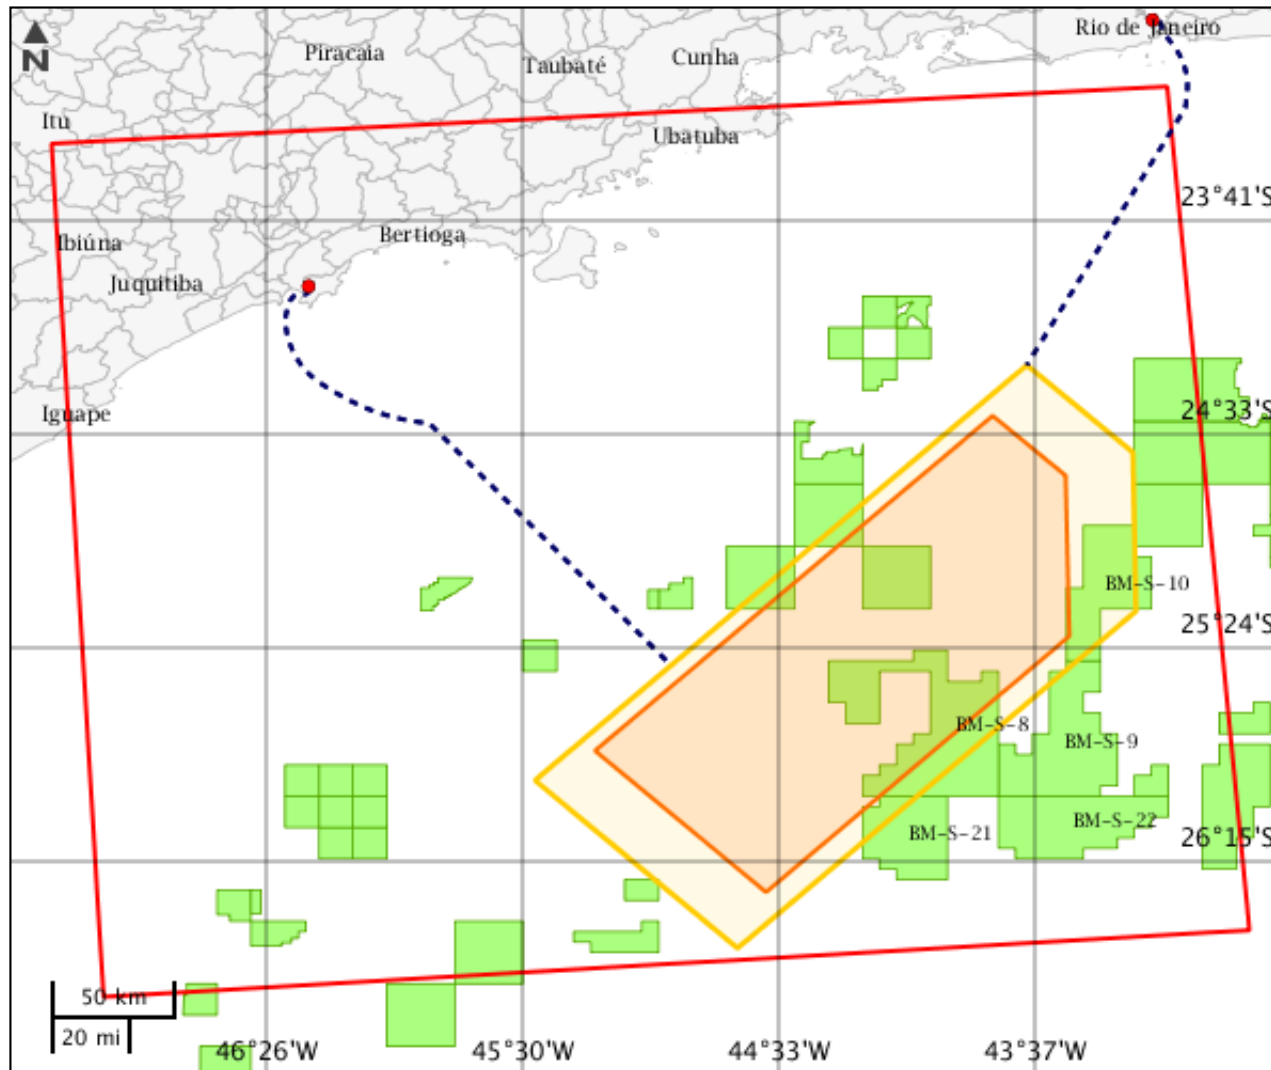 N
Piracaia
Taubaté
Cunha
Rio de Janeiro
Itu
Ubatuba
23°41'S
Ibiúna
Bertioga
Juquitiba
Iguape
24°33'S
BM-S-10
25°24'S
BM-S-8
BM-S-9
BM-S-21
BM-S-22
26°15'S
50 km
20 mi
46°26'W
45°30'W
44°33'W
43°37'W